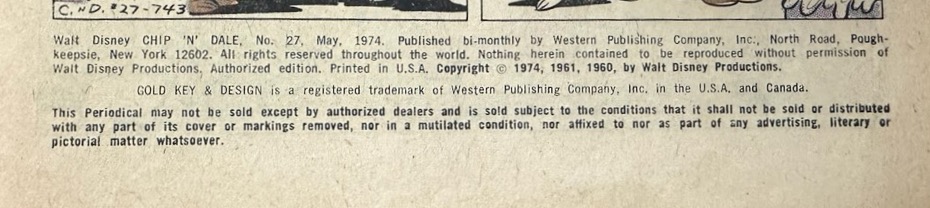 C. N D. #27-743
Walt Disney CHIP 'N' DALE, No. 27, May, 1974. Published bi-monthly by Western Publishing Company, Inc., North Road, Pough-
keepsie, New York 12602. All rights reserved throughout the world. Nothing herein contained to be reproduced without permission of
Walt Disney Productions. Authorized edition. Printed in U.S.A. Copyright © 1974, 1961, 1960, by Walt Disney Productions.
GOLD KEY & DESIGN is a registered trademark of Western Publishing Company, Inc. in the U.S.A. and Canada.
This Periodical may not be sold except by authorized dealers and is sold subject to the conditions that it shall not be sold or distributed
with any part of its cover or markings removed, nor in a mutilated condition, nor affixed to nor as part of any advertising, literary or
pictorial matter whatsoever.